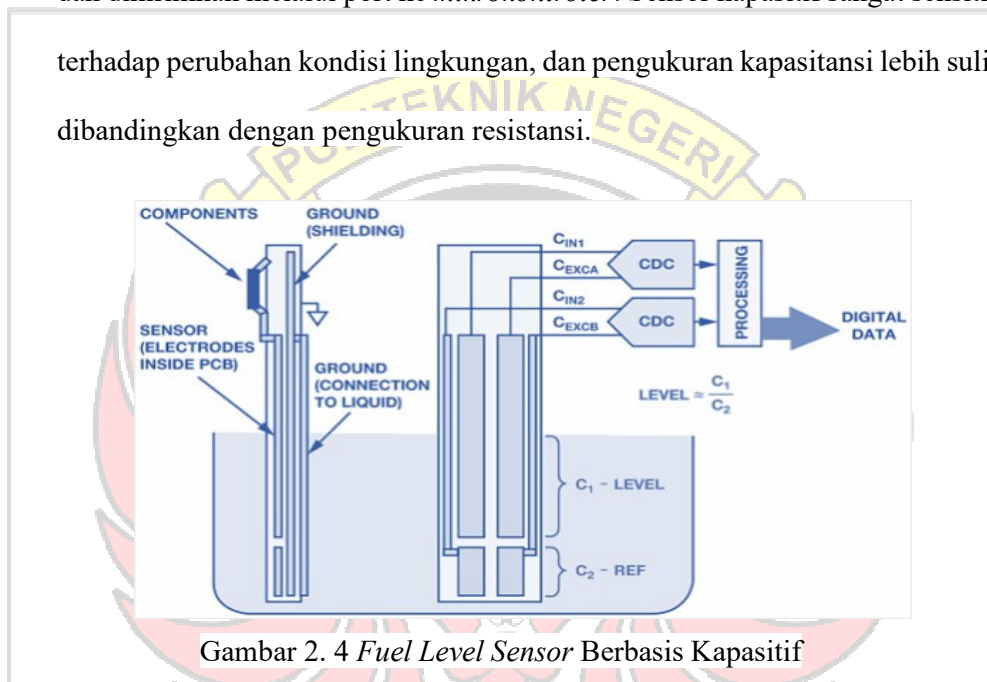 terhadap perubahan kondisi lingkungan, dan pengukuran kapasitansi lebih
dibandingkan dengan pengukuran resistansi.
POLITEKNIK NEGERI
COMPONENTS
GROUND
(SHIELDING)
SENSOR
(ELECTRODES
INSIDE PCB)
GROUND
(CONNECTION
TO LIQUID)
CIN1
CEXCA
CIN2
CEXCB
CDC
CDC
PROCESSING
DIGITAL
DATA
LEVEL ≈ C1/C2
C1 ~ LEVEL
C2 ~ REF
Gambar 2. 4 Fuel Level Sensor Berbasis Kapasitif